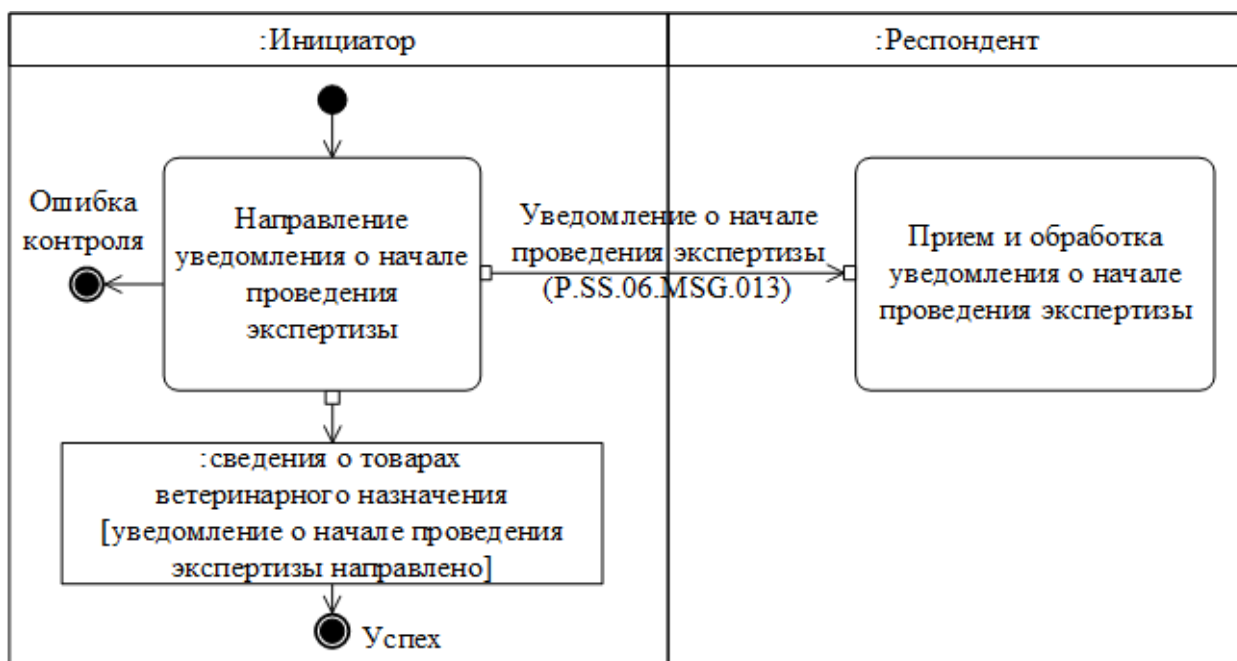 :Инициатор
:Респондент
Ошибка
контроля
Направление
уведомления о начале
проведения
экспертизы
Уведомление о начале
проведения экспертизы
(P.SS.06.MSG.013)
Прием и обработка
уведомления о начале
проведения экспертизы
:сведения о товарах
ветеринарного назначения
[уведомление о начале проведения
экспертизы направлено]
Успех